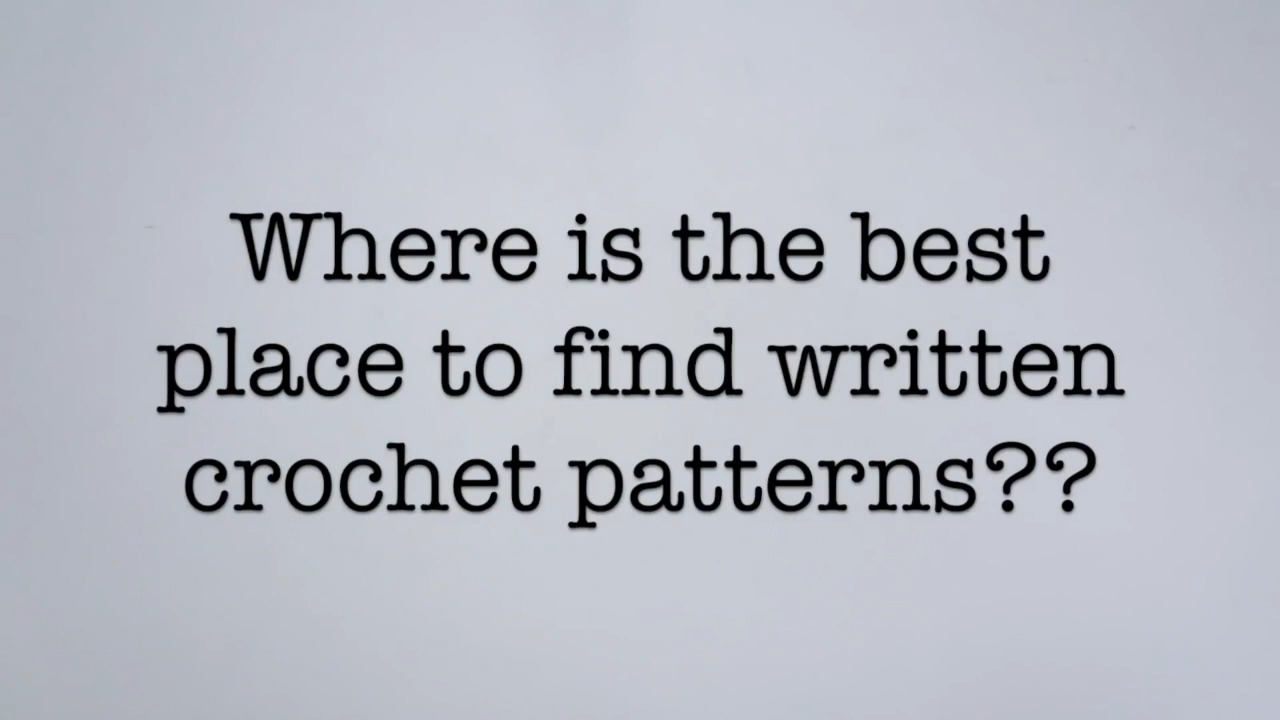 Where is the best
place to find written
crochet patterns??